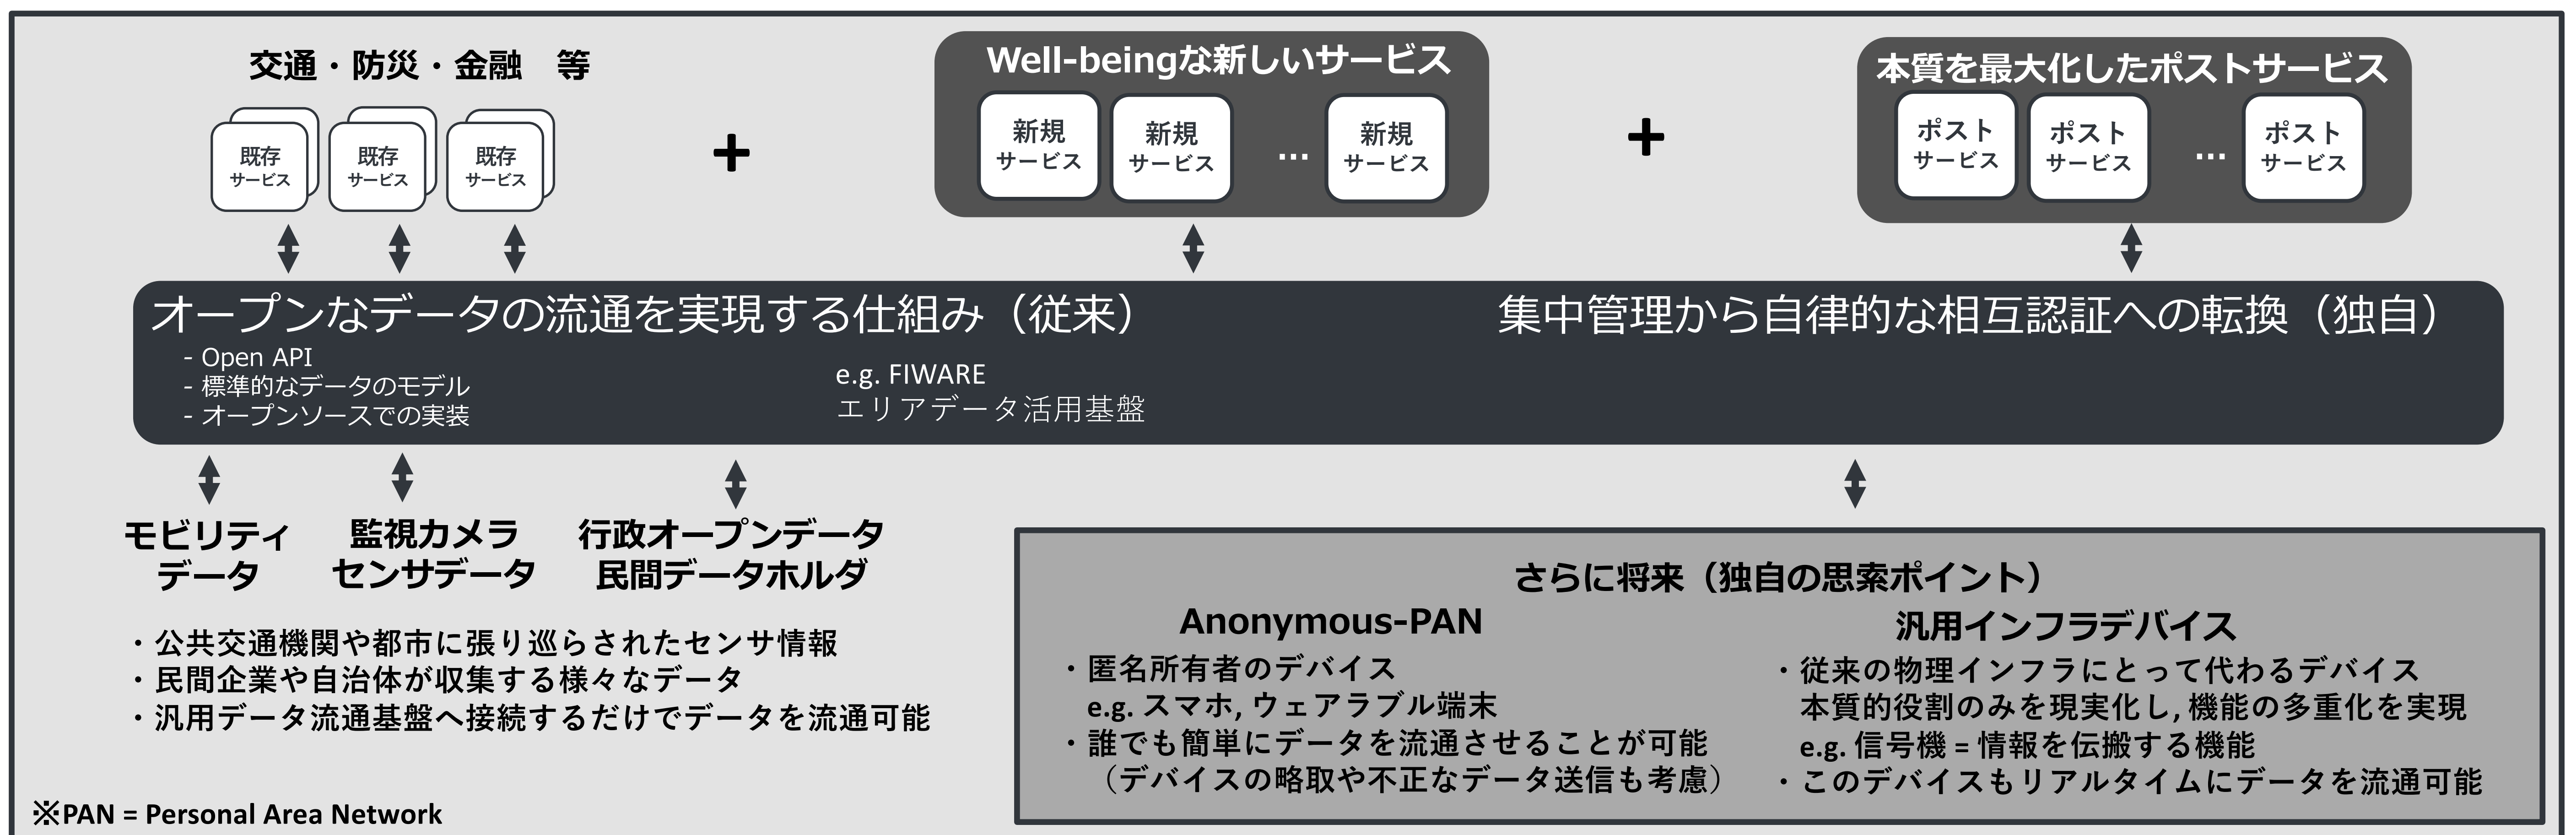 交通・防災・金融　等
既存
サービス
既存
サービス
既存
サービス
+
Well-beingな新しいサービス
新規
サービス
新規
サービス
…
新規
サービス
+
本質を最大化したポストサービス
ポスト
サービス
ポスト
サービス
…
ポスト
サービス
オープンなデータの流通を実現する仕組み（従来）
- Open API
- 標準的なデータのモデル
- オープンソースでの実装
e.g. FIWARE
エリアデータ活用基盤
集中管理から自律的な相互認証への転換（独自）
モビリティ
データ
監視カメラ
センサデータ
行政オープンデータ
民間データホルダ
・公共交通機関や都市に張り巡らされたセンサ情報
・民間企業や自治体が収集する様々なデータ
・汎用データ流通基盤へ接続するだけでデータを流通可能
※PAN = Personal Area Network
さらに将来（独自の思索ポイント）
Anonymous-PAN
・匿名所有者のデバイス
e.g. スマホ, ウェアラブル端末
・誰でも簡単にデータを流通させることが可能
（デバイスの略取や不正なデータ送信も考慮）
汎用インフラデバイス
・従来の物理インフラにとって代わるデバイス
本質的役割のみを現実化し, 機能の多重化を実現
e.g. 信号機 = 情報を伝搬する機能
・このデバイスもリアルタイムにデータを流通可能